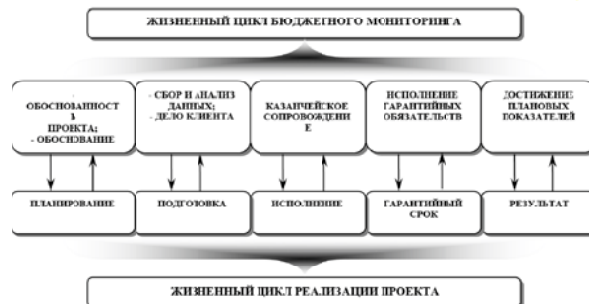 ЖИЗНЕННЫЙ ЦИКЛ БЮДЖЕТНОГО МОНИТОРИНГА
-
ОБОСНОВАННОСТ
Ь
ПРОЕКТА;
- ОБОСНОВАНИЕ
- СБОР И АНАЛИЗ
ДАННЫХ;
- ДЕЛО КЛИЕНТА
КАЗАНЧЕЙСКОЕ
СОПРОВОЖДЕНИ
Е
ИСПОЛНЕНИЕ
ГАРАНТИЙНЫХ
ОБЯЗАТЕЛЬСТВ
ДОСТИЖЕНИЕ
ПЛАНОВЫХ
ПОКАЗАТЕЛЕЙ
ПЛАНИРОВАНИЕ
ПОДГОТОВКА
ИСПОЛНЕНИЕ
ГАРАНТИЙНЫЙ
СРОК
РЕЗУЛЬТАТ
ЖИЗНЕННЫЙ ЦИКЛ РЕАЛИЗАЦИИ ПРОЕКТА